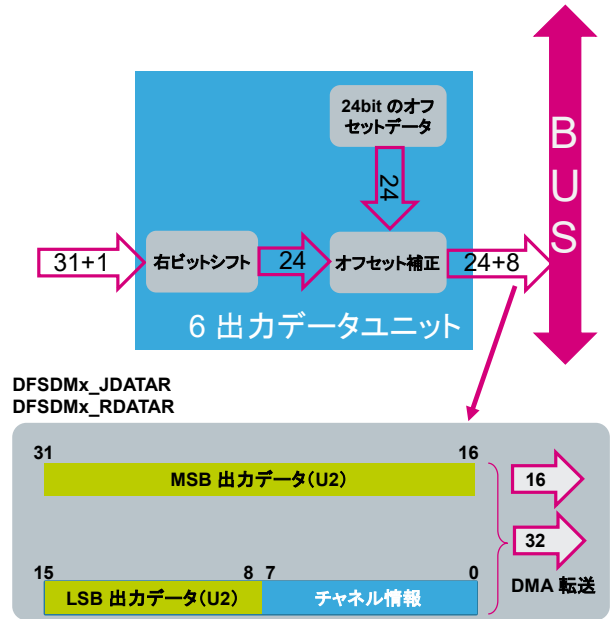 24bit のオフ
セットデータ
BUS
24
31+1
右ビットシフト
24
オフセット補正
24+8
6 出力データユニット
DFSDMx_JDATAR
DFSDMx_RDATAR
31
16
MSB 出力データ(U2)
16
32
15
8
7
0
DMA 転送
LSB 出力データ(U2)
チャネル情報